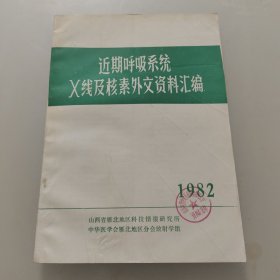 近期呼吸系统
X线及核素外文资料汇编
1982
山西省雁北地区科技情报研究所
中华医学会雁北地区分会放射学组